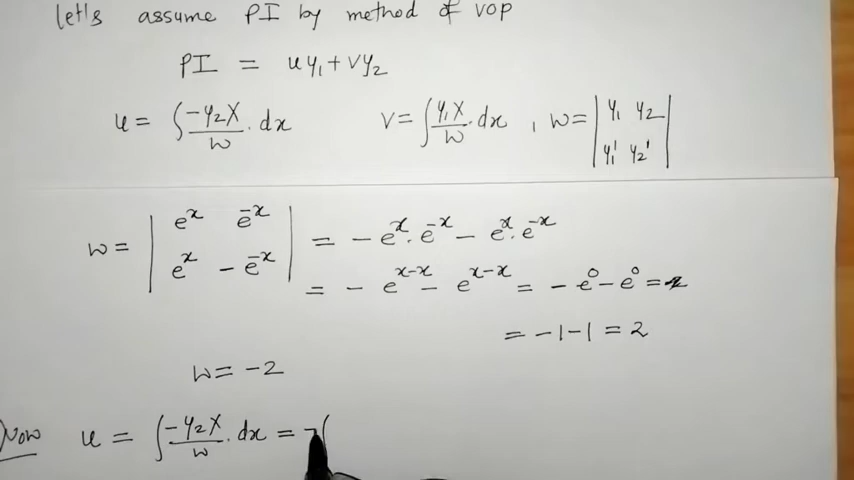 let's assume PI by method of VOP
PI = uy₁ + Vy₂
u = ∫ -y₂X/W . dx    V = ∫ y₁X/W . dx , W = | y₁ y₂ |
| y₁' y₂' |
W = | eˣ e⁻ˣ | = - eˣ . e⁻ˣ - eˣ . e⁻ˣ
| eˣ - e⁻ˣ |
= - eˣ⁻ˣ - eˣ⁻ˣ = - e⁰ - e⁰ =
= -1 -1 = 2
W = -2
Now u = ∫ -y₂X/W . dx = - ∫